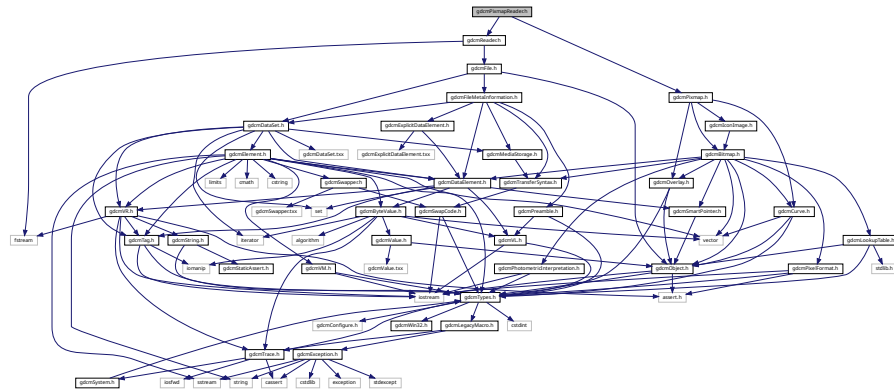 gdcmPixmapReader.h
gdcmReader.h
gdcmFile.h
gdcmFileMetaInformation.h
gdcmPixmap.h
gdcmDataSet.h
gdcmExplicitDataElement.h
gdcmIconImage.h
gdcmElement.h
gdcmDataSet.txx
gdcmExplicitDataElement.txx
gdcmMediaStorage.h
gdcmBitmap.h
limits
cmath
cstring
gdcmSwapper.h
gdcmDataElement.h
gdcmTransferSyntax.h
gdcmOverlay.h
gdcmVR.h
gdcmSwapper.txx
set
gdcmByteValue.h
gdcmSwapCode.h
gdcmPreamble.h
gdcmSmartPointer.h
gdcmCurve.h
fstream
gdcmTag.h
gdcmString.h
iterator
algorithm
gdcmValue.h
gdcmVL.h
vector
gdcmLookupTable.h
iomanip
gdcmStaticAssert.h
gdcmVM.h
gdcmValue.txx
gdcmPhotometricInterpretation.h
gdcmObject.h
gdcmPixelFormat.h
stdlib.h
iostream
gdcmTypes.h
assert.h
gdcmConfigure.h
gdcmWin32.h
gdcmLegacyMacro.h
cstdint
gdcmTrace.h
gdcmException.h
gdcmSystem.h
iosfwd
sstream
string
cassert
cstdlib
exception
stdexcept